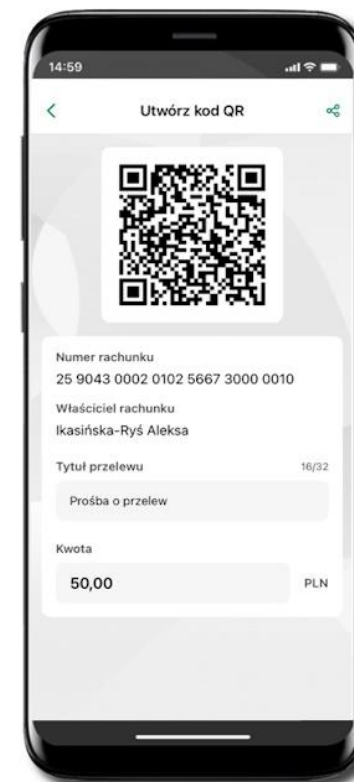 14:59
Utwórz kod QR
Numer rachunku
25 9043 0002 0102 5667 3000 0010
Właściciel rachunku
Ikasińska-Ryś Aleksa
Tytuł przelewu 16/32
Prośba o przelew
Kwota
50,00 PLN